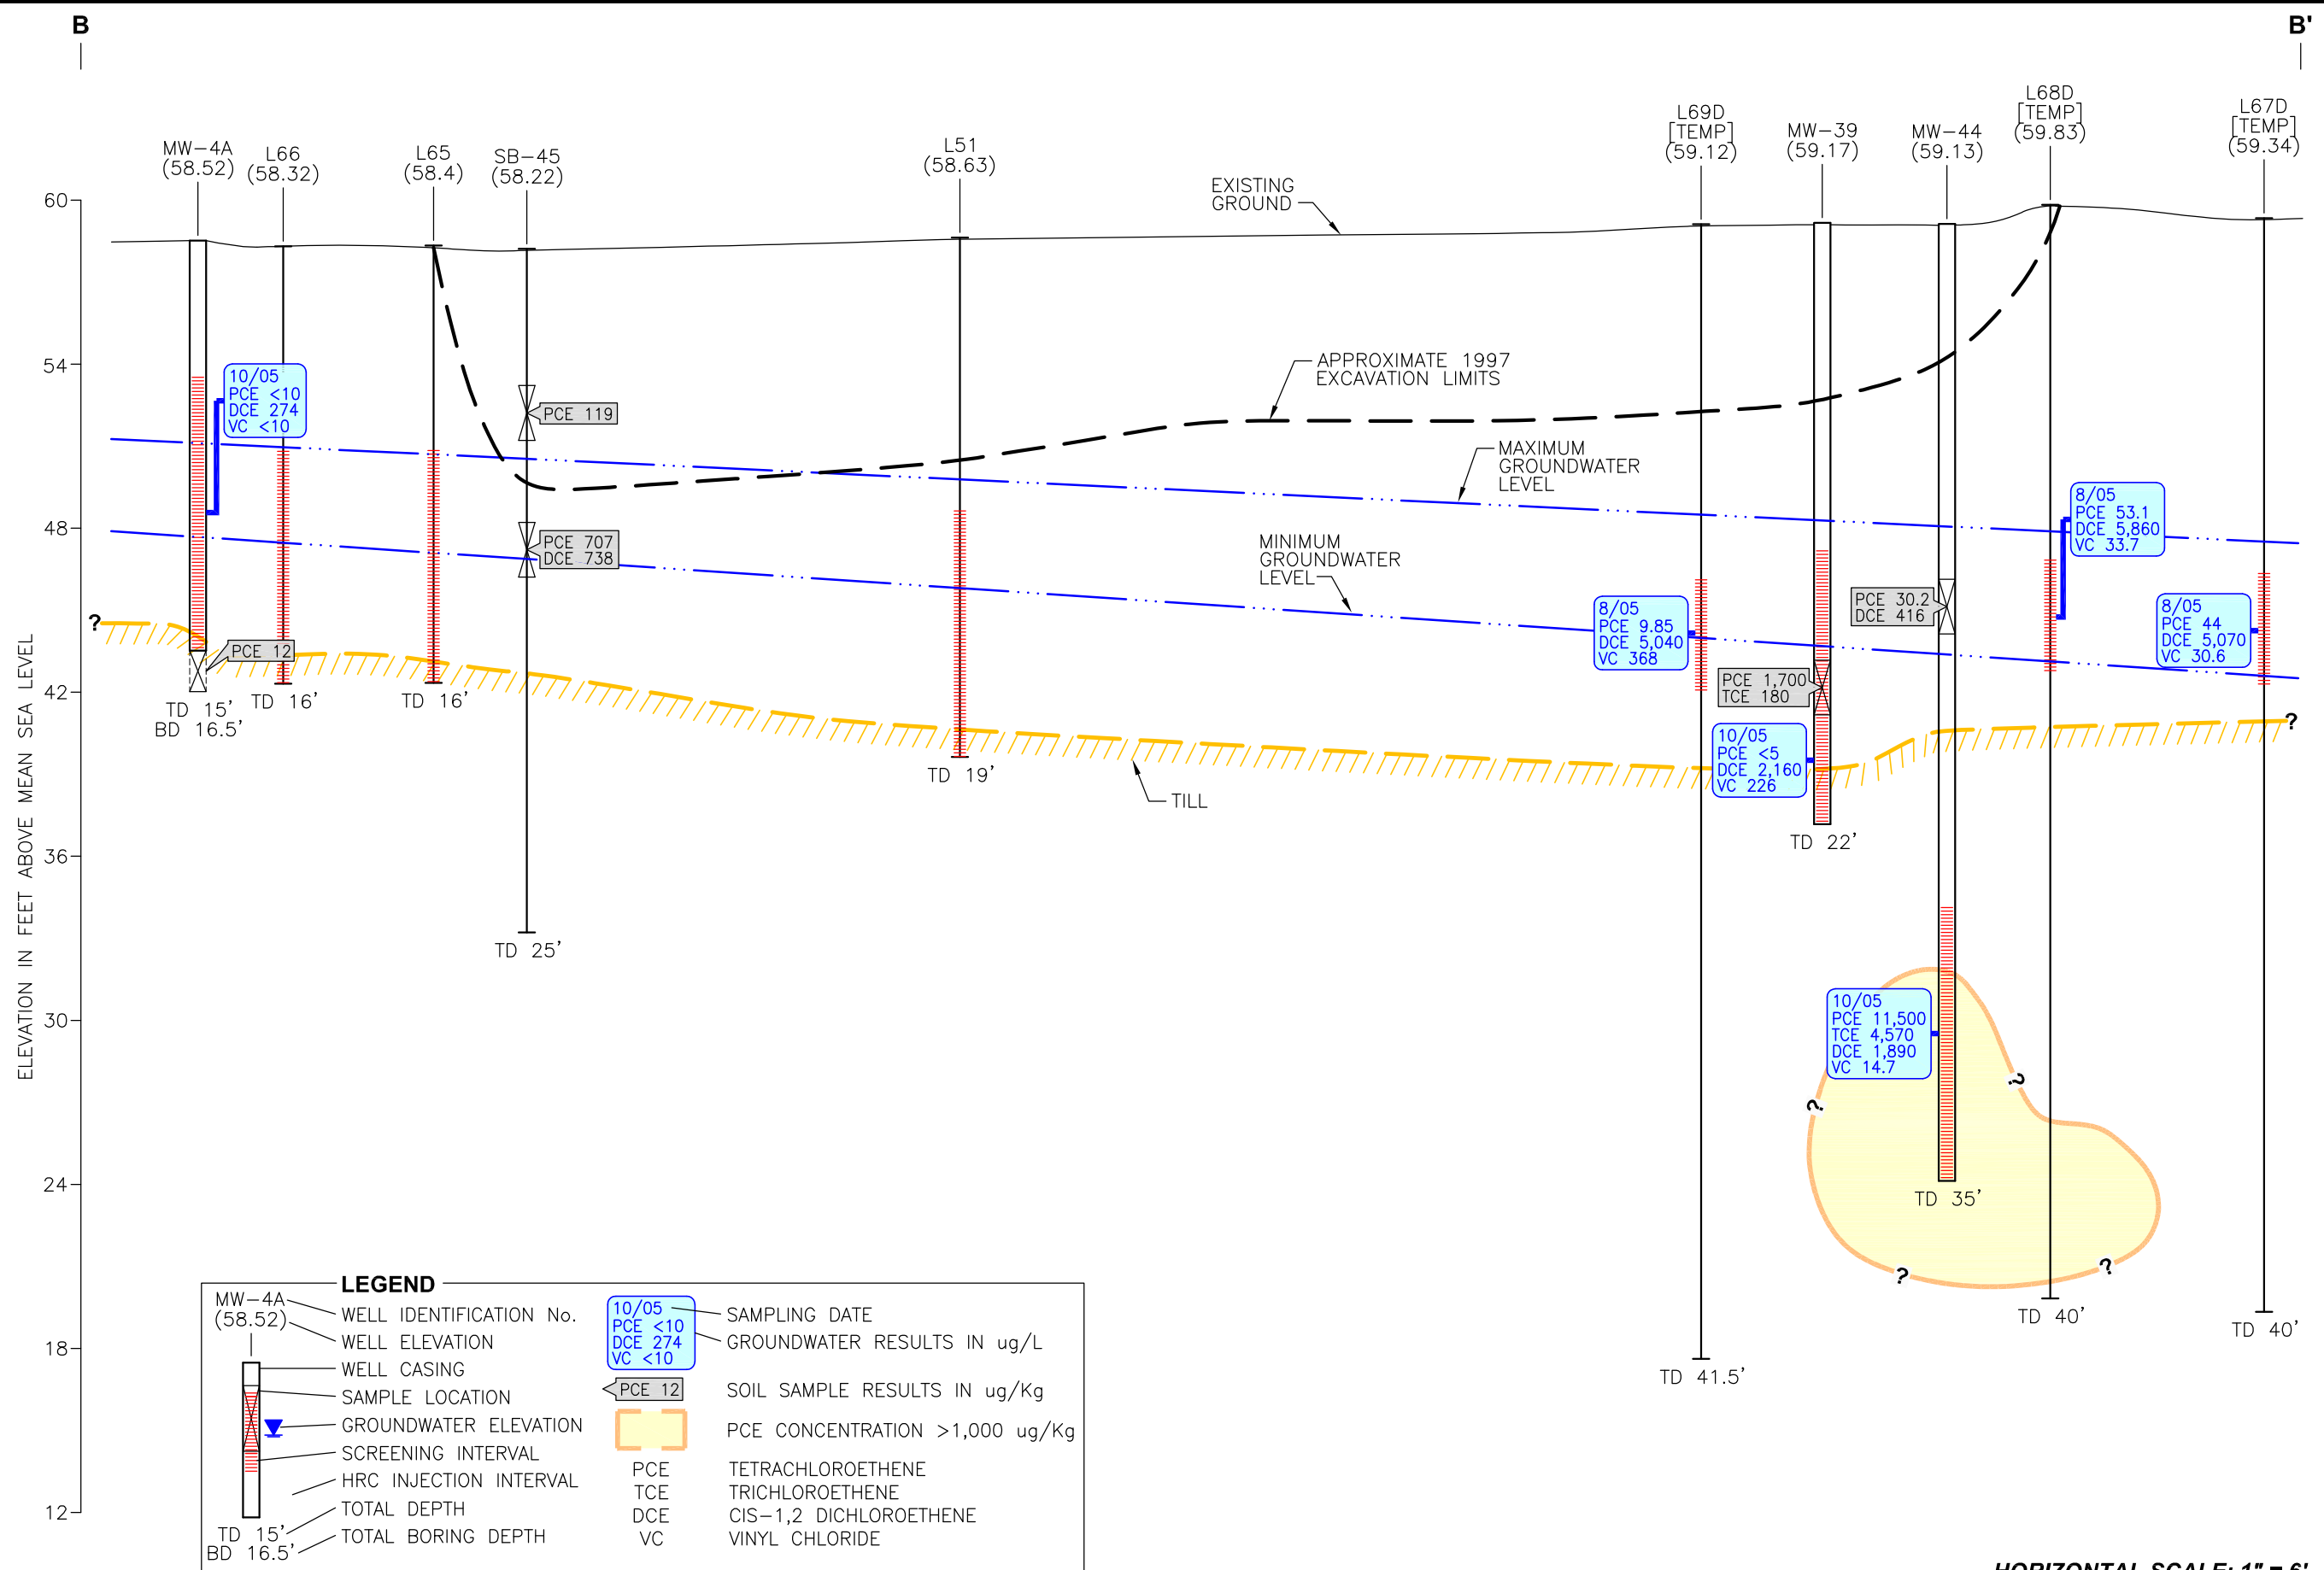 B
B'
MW-4A
(58.52)
L66
(58.32)
L65
(58.4)
SB-45
(58.22)
L51
(58.63)
L69D
[TEMP]
(59.12)
MW-39
(59.17)
MW-44
(59.13)
L68D
[TEMP]
(59.83)
L67D
[TEMP]
(59.34)
60
54
48
42
36
30
24
18
12
ELEVATION IN FEET ABOVE MEAN SEA LEVEL
EXISTING
GROUND
APPROXIMATE 1997
EXCAVATION LIMITS
MAXIMUM
GROUNDWATER
LEVEL
MINIMUM
GROUNDWATER
LEVEL
TILL
10/05
PCE <10
DCE 274
VC <10
PCE 119
PCE 707
DCE 738
PCE 12
8/05
PCE 9.85
DCE 5,040
VC 368
PCE 1,700
TCE 180
10/05
PCE <5
DCE 2,160
VC 226
PCE 30.2
DCE 416
8/05
PCE 53.1
DCE 5,860
VC 33.7
8/05
PCE 44
DCE 5,070
VC 30.6
10/05
PCE 11,500
TCE 4,570
DCE 1,890
VC 14.7
?
?
?
?
?
?
TD 15'
BD 16.5'
TD 16'
TD 16'
TD 25'
TD 19'
TD 41.5'
TD 22'
TD 35'
TD 40'
TD 40'
LEGEND
MW-4A
(58.52)
WELL IDENTIFICATION No.
WELL ELEVATION
WELL CASING
SAMPLE LOCATION
GROUNDWATER ELEVATION
SCREENING INTERVAL
HRC INJECTION INTERVAL
TOTAL DEPTH
TOTAL BORING DEPTH
TD 15'
BD 16.5'
10/05
PCE <10
DCE 274
VC <10
SAMPLING DATE
GROUNDWATER RESULTS IN ug/L
PCE 12
SOIL SAMPLE RESULTS IN ug/Kg
PCE CONCENTRATION >1,000 ug/Kg
PCE TETRACHLOROETHENE
TCE TRICHLOROETHENE
DCE CIS-1,2 DICHLOROETHENE
VC VINYL CHLORIDE
HORIZONTAL SCALE: 1" = 6'